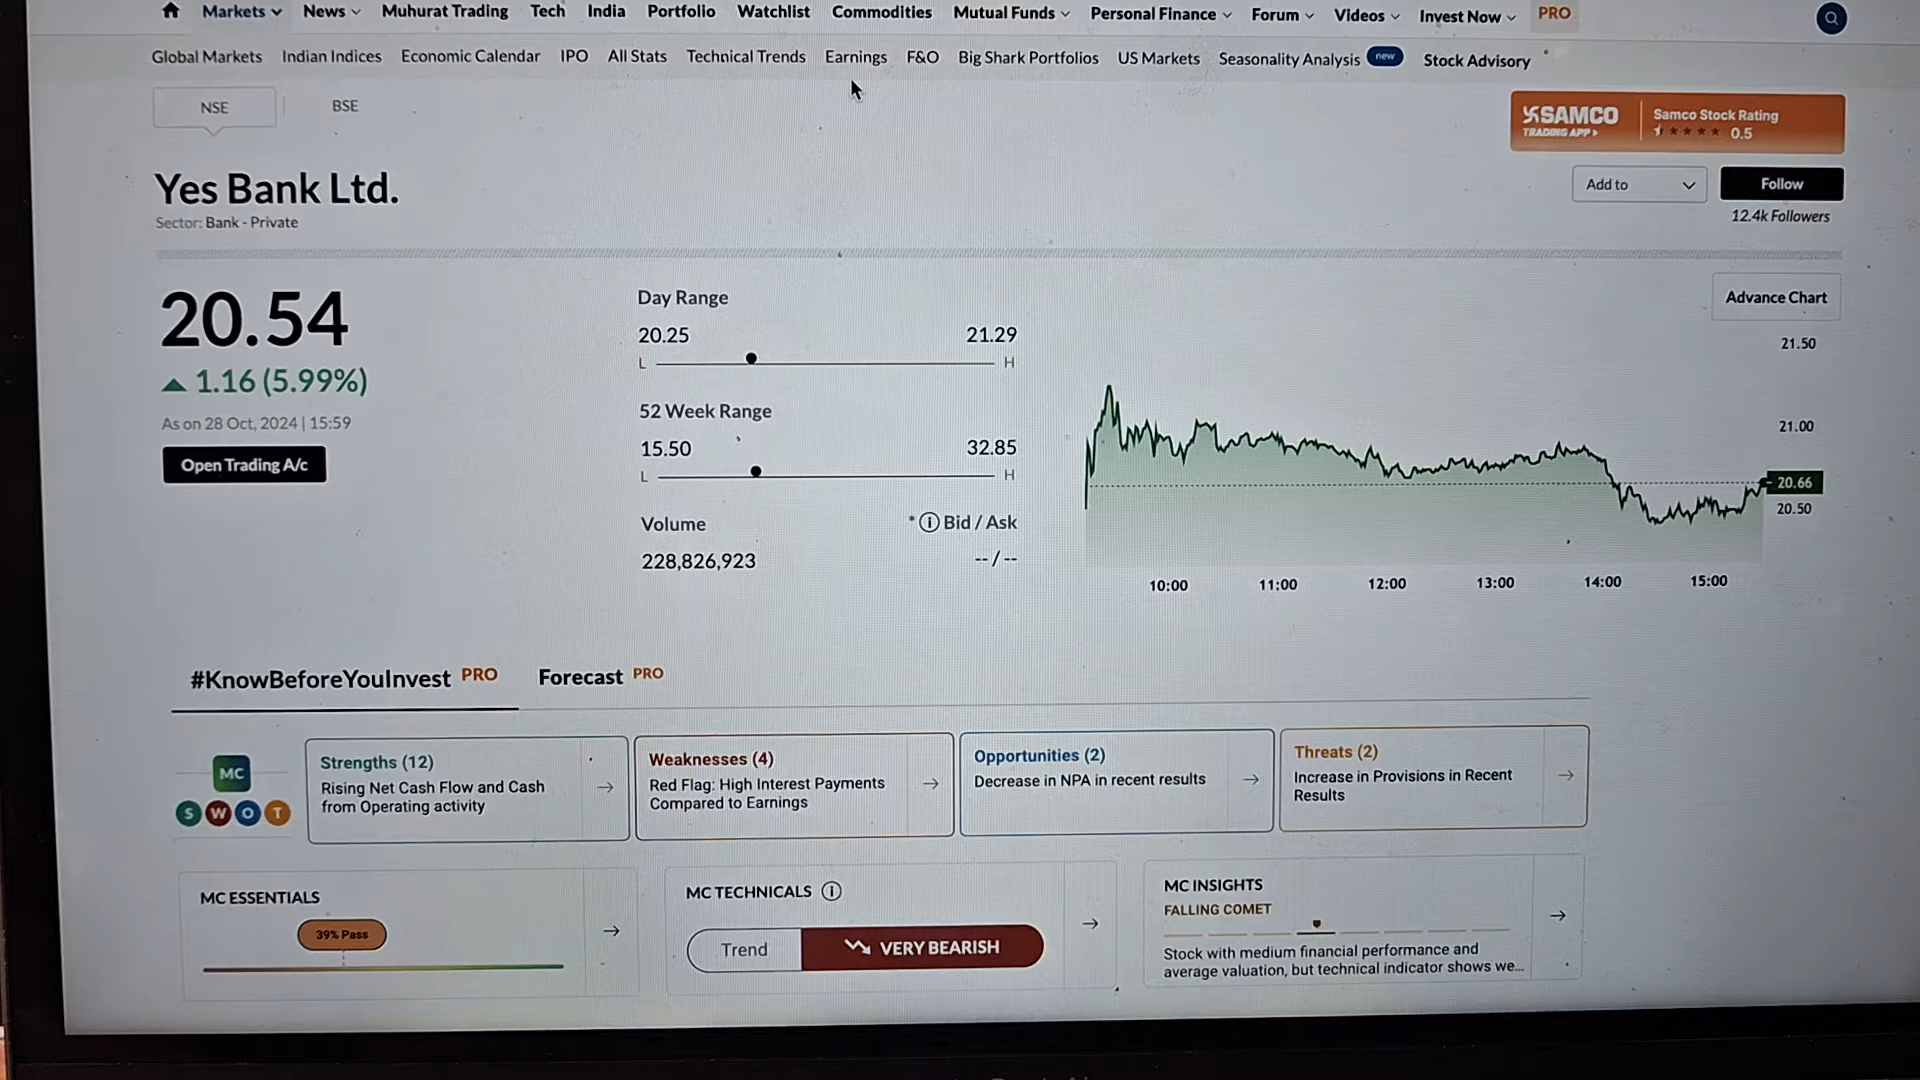 Markets News Muhurat Trading Tech India Portfolio Watchlist Commodities Mutual Funds Personal Finance Forum Videos Invest Now PRO
Global Markets Indian Indices Economic Calendar IPO All Stats Technical Trends Earnings F&O Big Shark Portfolios US Markets Seasonality Analysis new Stock Advisory
NSE BSE
SAMCO
TRADING APP
Samco Stock Rating
0.5
Yes Bank Ltd.
Sector: Bank - Private
Add to
Follow
12.4k Followers
20.54
1.16 (5.99%)
As on 28 Oct, 2024 | 15:59
Open Trading A/c
Day Range
20.25 21.29
L H
52 Week Range
15.50 32.85
L H
Volume * Bid / Ask
228,826,923 -- / --
Advance Chart
21.50
21.00
20.66
20.50
10:00 11:00 12:00 13:00 14:00 15:00
#KnowBeforeYouInvest PRO Forecast PRO
MC
S W O T
Strengths (12)
Rising Net Cash Flow and Cash
from Operating activity
Weaknesses (4)
Red Flag: High Interest Payments
Compared to Earnings
Opportunities (2)
Decrease in NPA in recent results
Threats (2)
Increase in Provisions in Recent
Results
MC ESSENTIALS
39% Pass
MC TECHNICALS
Trend VERY BEARISH
MC INSIGHTS
FALLING COMET
Stock with medium financial performance and
average valuation, but technical indicator shows we...